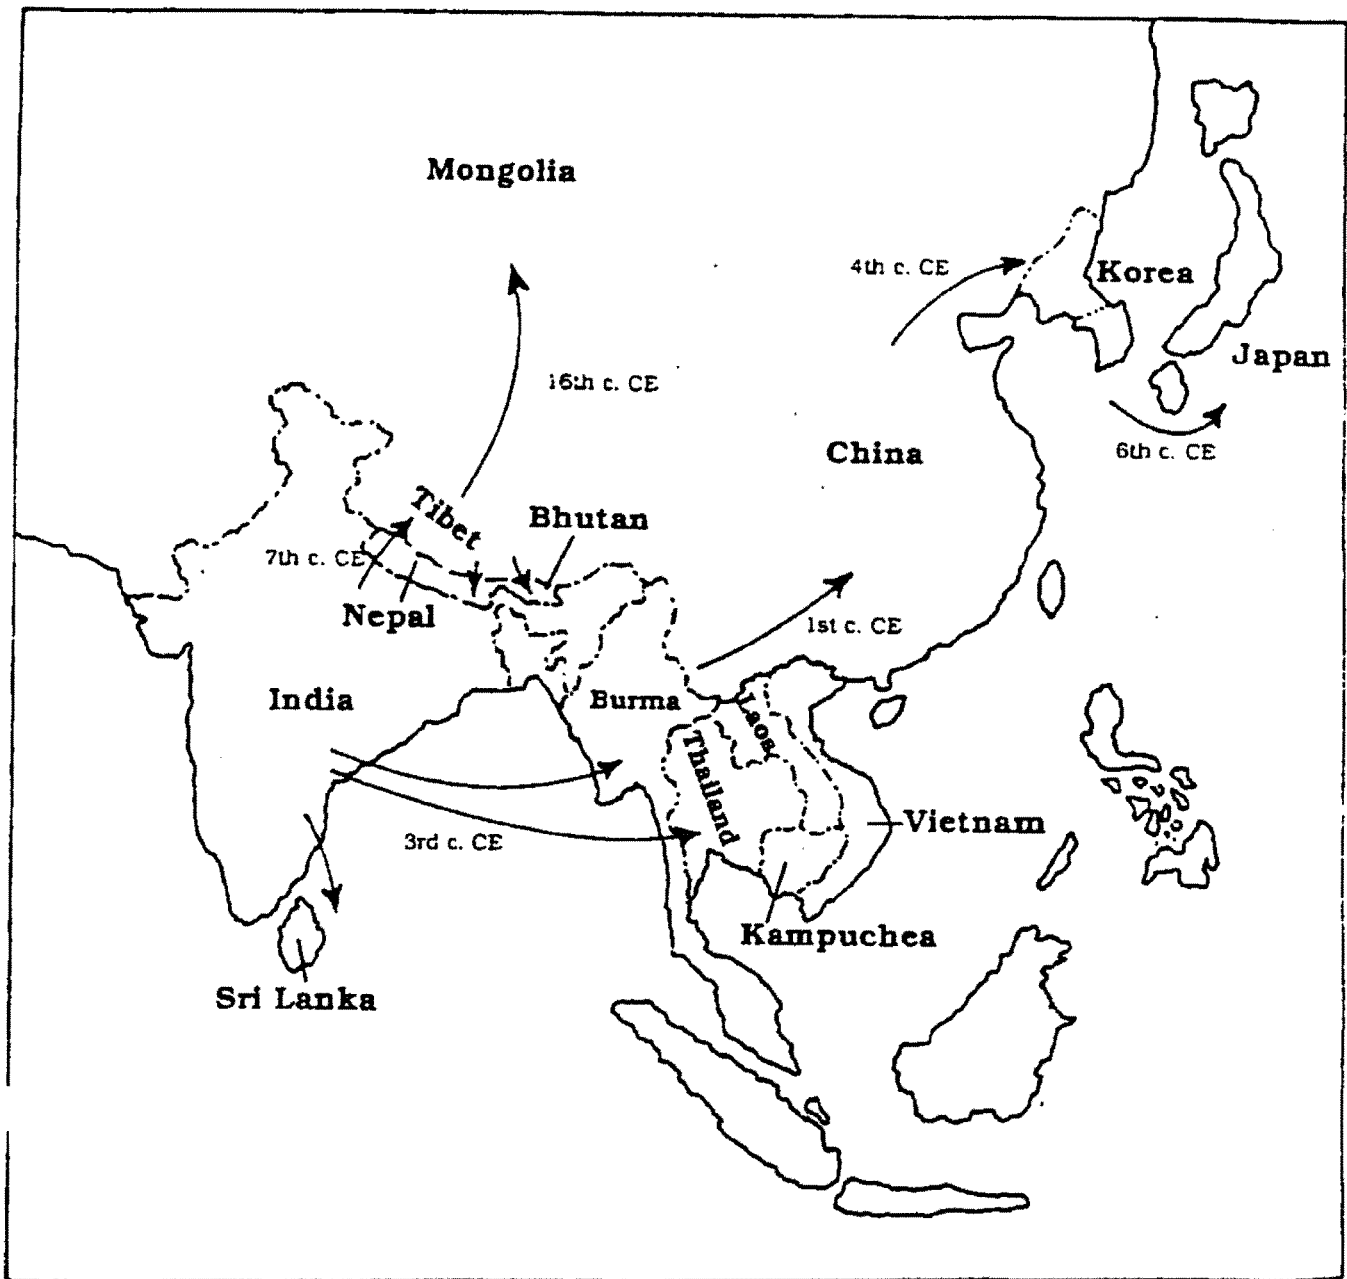 Mongolia
4th c. CE
Korea
Japan
16th c. CE
China
6th c. CE
Tibet
Bhutan
7th c. CE
Nepal
1st c. CE
India
Burma
Laos
Thailand
Vietnam
3rd c. CE
Kampuchea
Sri Lanka